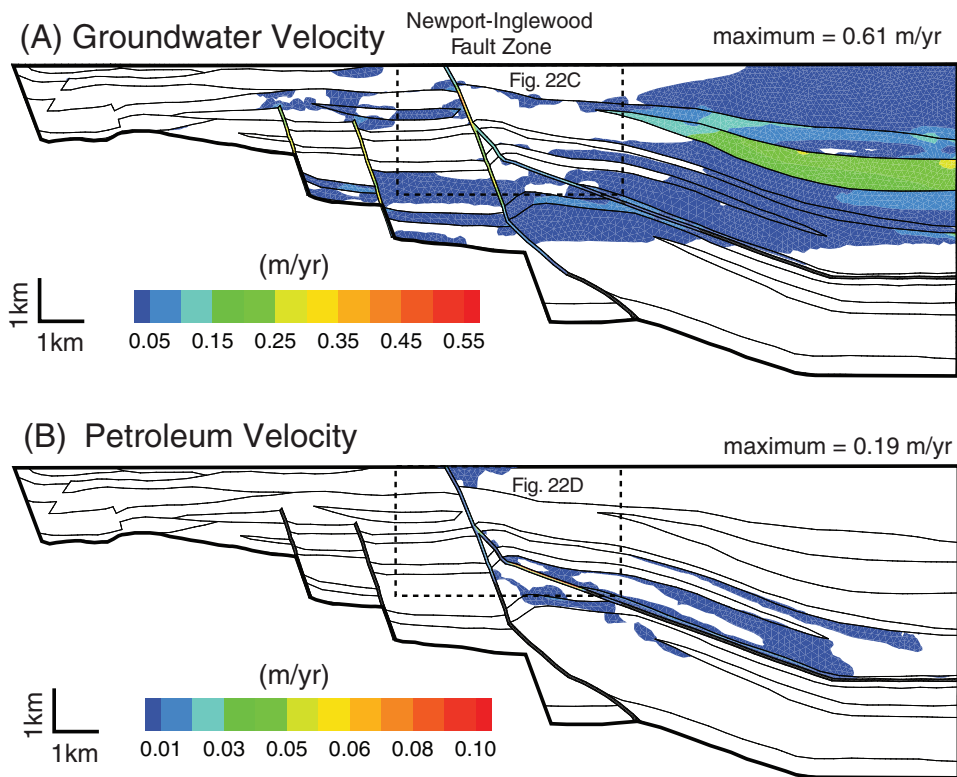 (A) Groundwater Velocity
Newport-Inglewood
Fault Zone
maximum = 0.61 m/yr
Fig. 22C
(m/yr)
0.05 0.15 0.25 0.35 0.45 0.55
1km
1km
(B) Petroleum Velocity
maximum = 0.19 m/yr
Fig. 22D
(m/yr)
0.01 0.03 0.05 0.06 0.08 0.10
1km
1km